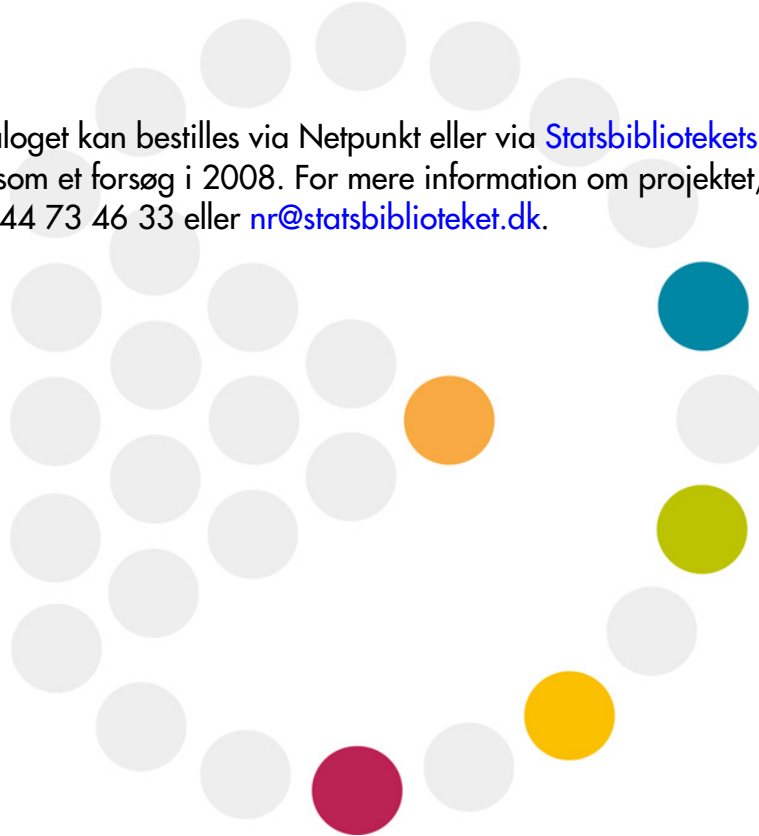 aloget kan bestilles via Netpunkt eller via Statsbibliotekets
som et forsøg i 2008. For mere information om projektet,
44 73 46 33 eller nr@statsbiblioteket.dk.